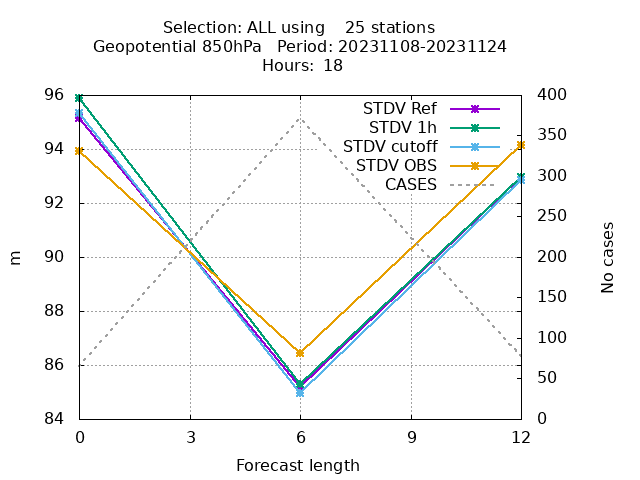 Selection: ALL using    25 stations
Geopotential 850hPa   Period: 20231108-20231124
Hours: 18
STDV Ref
STDV 1h
STDV cutoff
STDV OBS
CASES
96
94
92
90
88
86
84
m
400
350
300
250
200
150
100
50
0
No cases
0 3 6 9 12
Forecast length